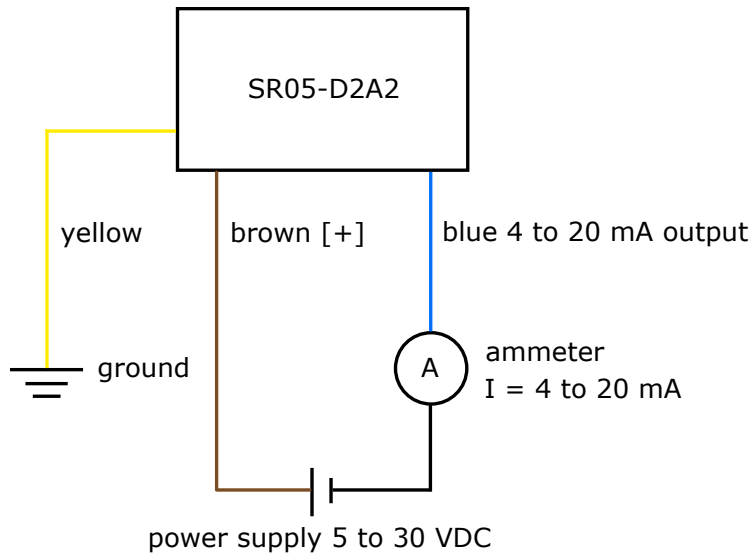 SR05-D2A2
yellow
brown [+]
blue 4 to 20 mA output
ground
A
ammeter
I = 4 to 20 mA
power supply 5 to 30 VDC